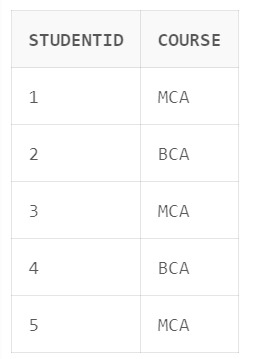 STUDENTID COURSE
1 MCA
2 BCA
3 MCA
4 BCA
5 MCA